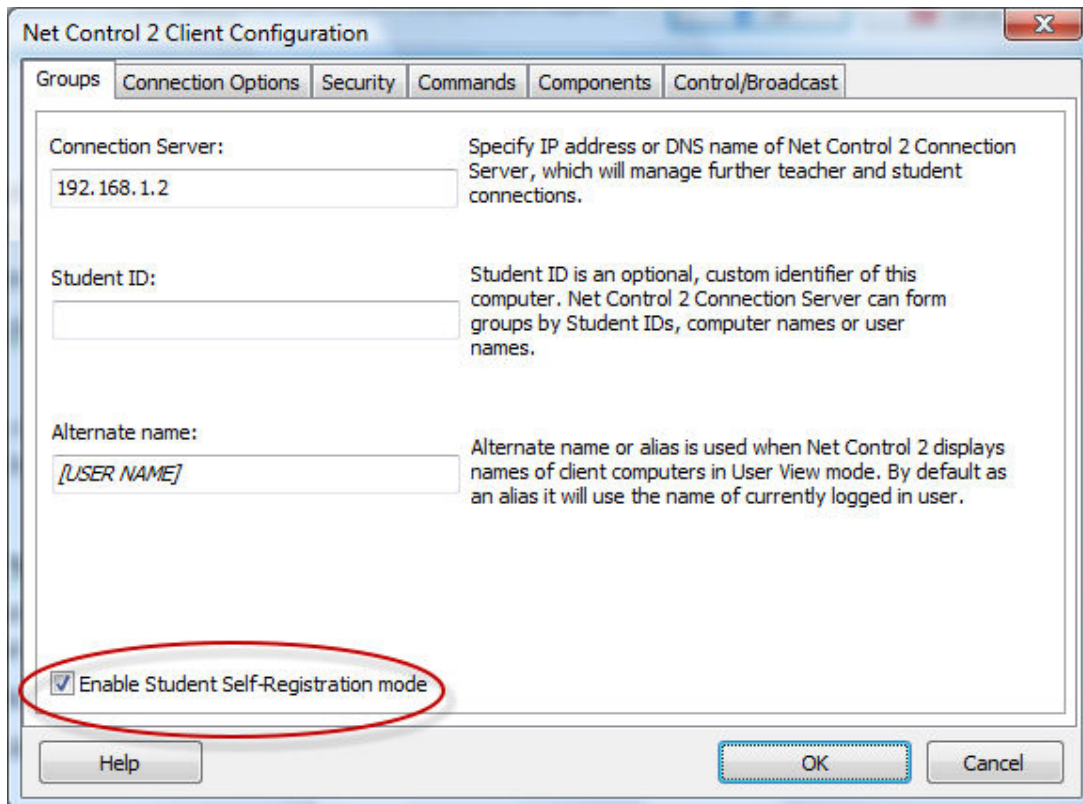 Net Control 2 Client Configuration
Groups Connection Options Security Commands Components Control/Broadcast
Connection Server:
192.168.1.2
Specify IP address or DNS name of Net Control 2 Connection
Server, which will manage further teacher and student
connections.
Student ID:
Student ID is an optional, custom identifier of this
computer. Net Control 2 Connection Server can form
groups by Student IDs, computer names or user
names.
Alternate name:
[USER NAME]
Alternate name or alias is used when Net Control 2 displays
names of client computers in User View mode. By default as
an alias it will use the name of currently logged in user.
Enable Student Self-Registration mode
Help OK Cancel